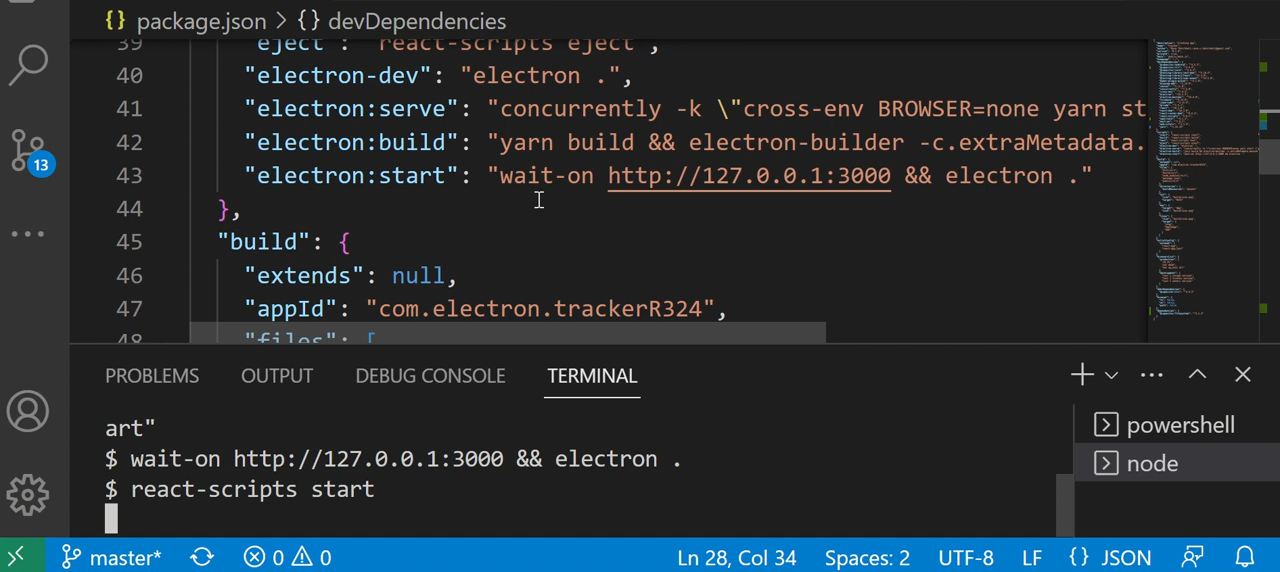 {} package.json > {} devDependencies
39 "eject": "react-scripts eject",
40 "electron-dev": "electron .",
41 "electron:serve": "concurrently -k \"cross-env BROWSER=none yarn st
42 "electron:build": "yarn build && electron-builder -c.extraMetadata.
43 "electron:start": "wait-on http://127.0.0.1:3000 && electron ."
44 },
45 "build": {
46 "extends": null,
47 "appId": "com.electron.trackerR324",
48 "files": [
13
PROBLEMS OUTPUT DEBUG CONSOLE TERMINAL
art"
$ wait-on http://127.0.0.1:3000 && electron .
$ react-scripts start
powershell
node
master* 0 0 Ln 28, Col 34 Spaces: 2 UTF-8 LF {} JSON